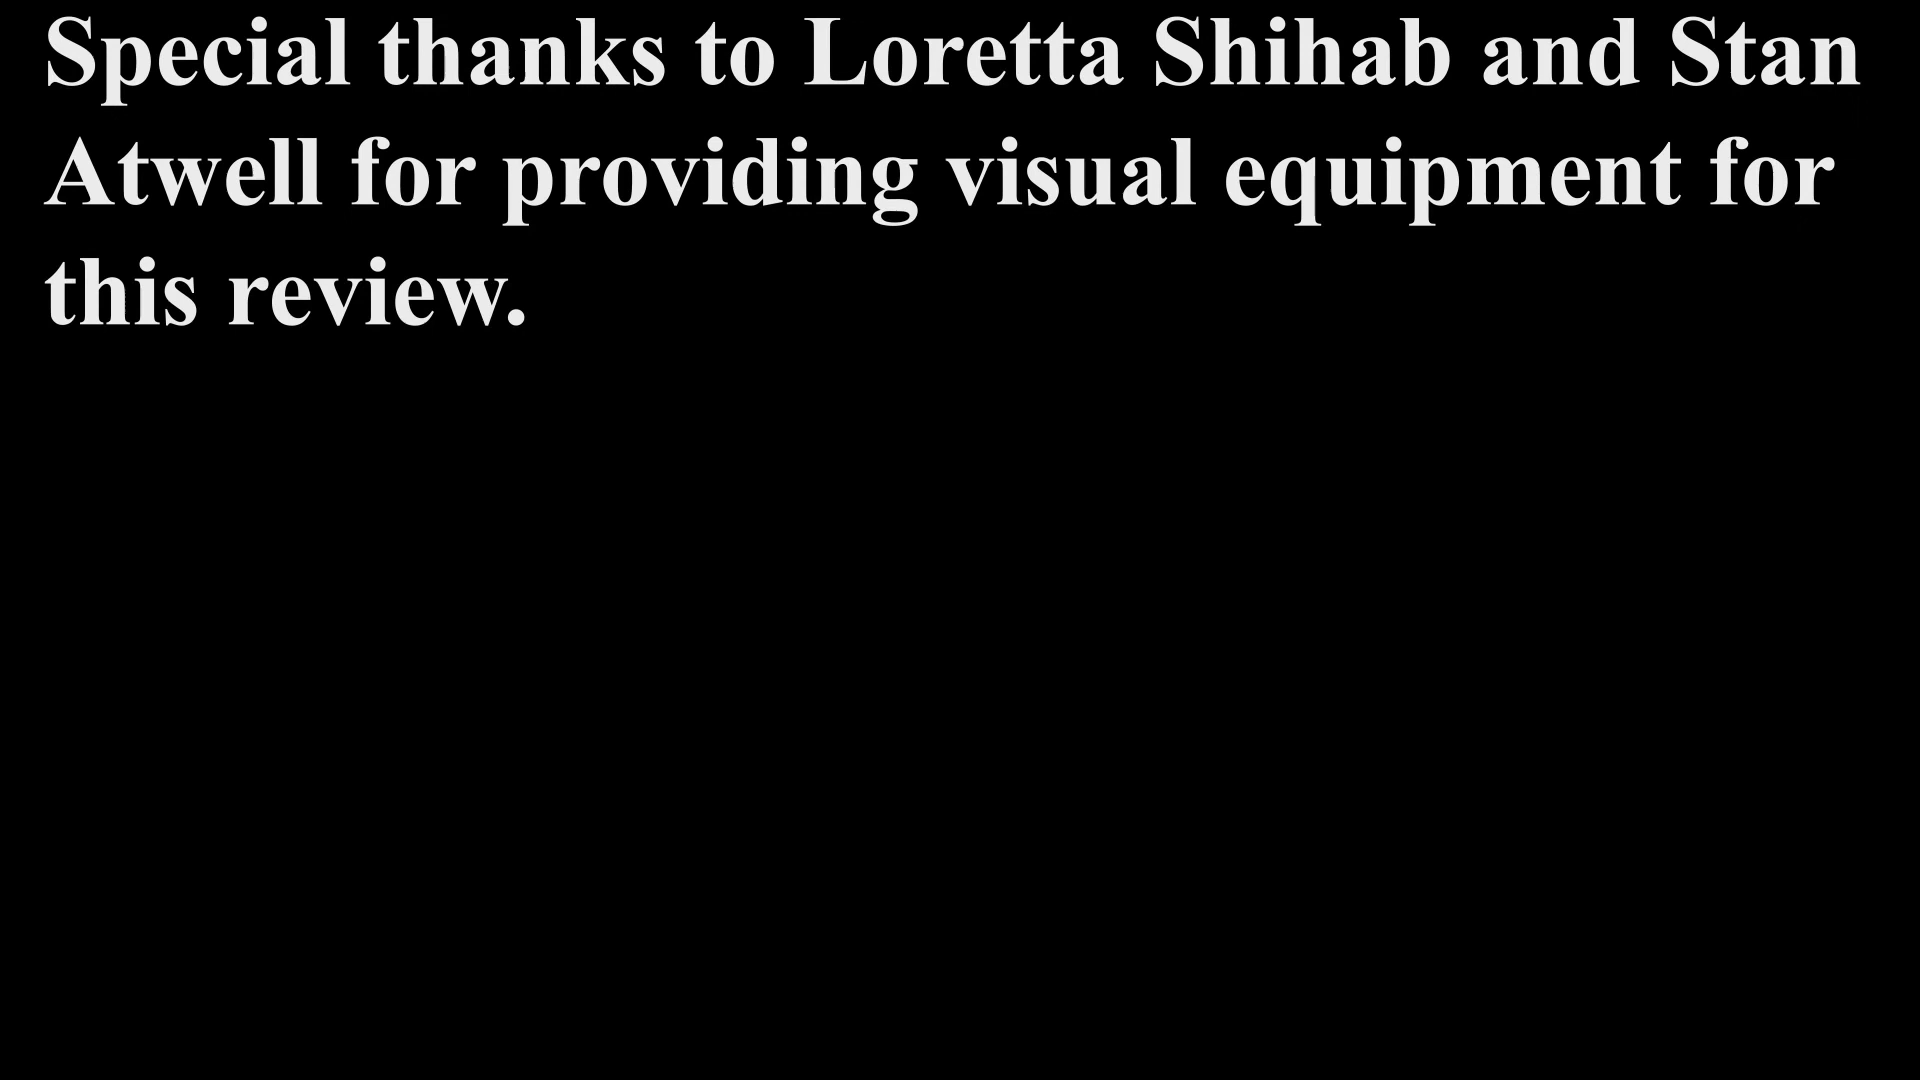 Special thanks to Loretta Shihab and Stan
Atwell for providing visual equipment for
this review.